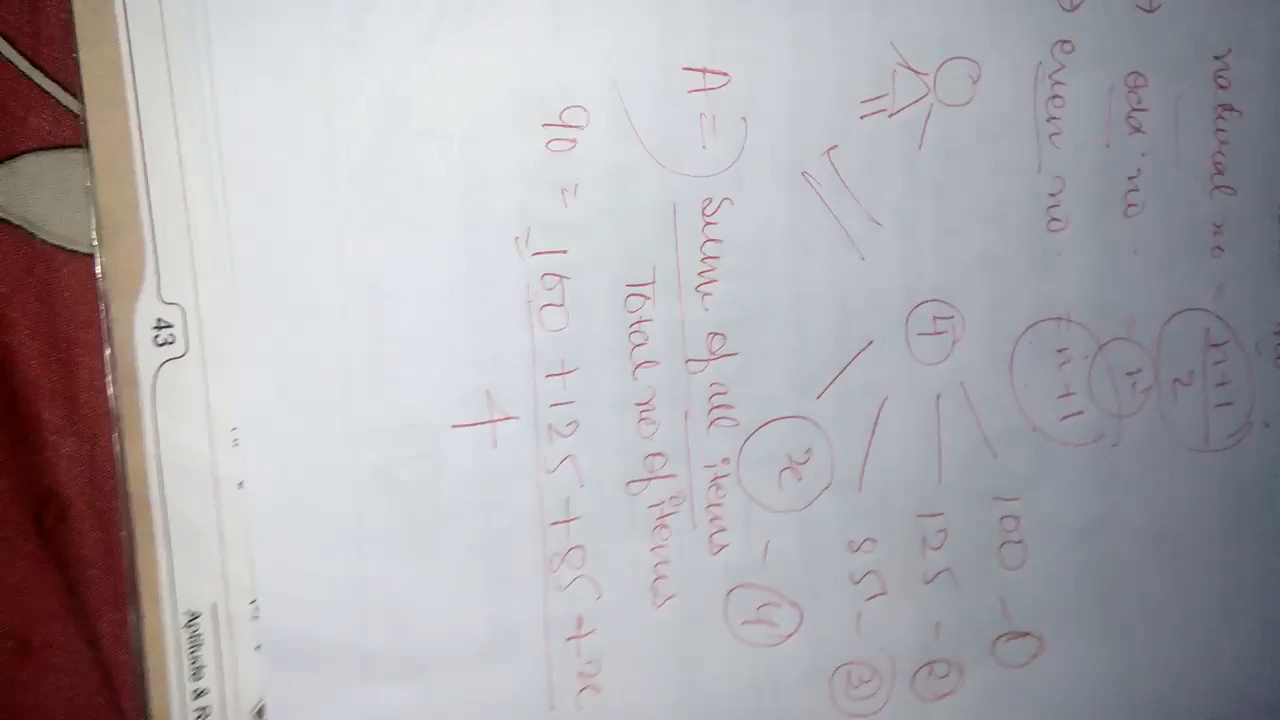 natural no - n+1
2
odd no - n
even no = n+1
4
100 - 1
125 - 2
85 - 3
x - 4
A = Sum of all items
Total no of items
90 = 100 + 125 + 85 + x
4
43
Aptitude & R